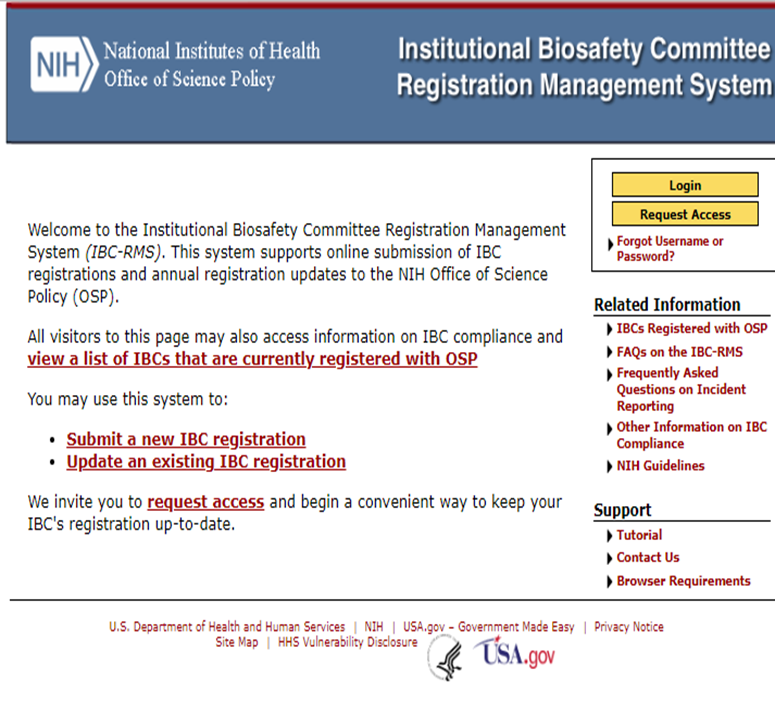 NIH
National Institutes of Health
Office of Science Policy
Institutional Biosafety Committee
Registration Management System
Welcome to the Institutional Biosafety Committee Registration Management
System (IBC-RMS). This system supports online submission of IBC
registrations and annual registration updates to the NIH Office of Science
Policy (OSP).
All visitors to this page may also access information on IBC compliance and
view a list of IBCs that are currently registered with OSP
You may use this system to:
• Submit a new IBC registration
• Update an existing IBC registration
We invite you to request access and begin a convenient way to keep your
IBC's registration up-to-date.
Login
Request Access
Forgot Username or
Password?
Related Information
IBCs Registered with OSP
FAQs on the IBC-RMS
Frequently Asked
Questions on Incident
Reporting
Other Information on IBC
Compliance
NIH Guidelines
Support
Tutorial
Contact Us
Browser Requirements
U.S. Department of Health and Human Services | NIH | USA.gov – Government Made Easy | Privacy Notice
Site Map | HHS Vulnerability Disclosure
USA.gov